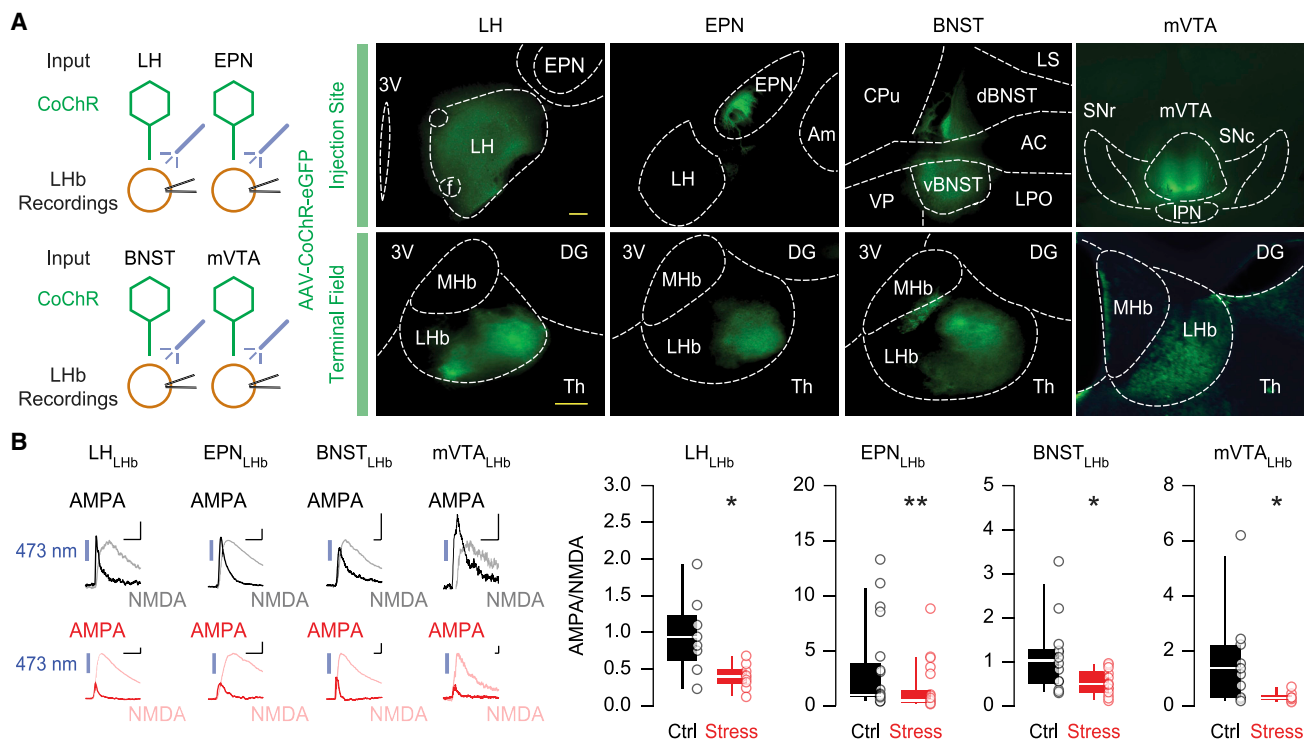 A
Input LH EPN
CoChR
LHb
Recordings
Input BNST mVTA
CoChR
LHb
Recordings
AAV-CoChR-eGFP
Injection Site
Terminal Field
LH EPN BNST mVTA
3V LH f EPN
EPN LH Am
CPu LS dBNST AC vBNST VP LPO
SNr mVTA SNc IPN
3V DG MHb LHb Th
3V DG MHb LHb Th
3V DG MHb LHb Th
DG MHb LHb Th
B
LHLHb EPNLHb BNSTLHb mVTALHb
AMPA AMPA AMPA AMPA
473 nm
NMDA NMDA NMDA NMDA
AMPA AMPA AMPA AMPA
473 nm
NMDA NMDA NMDA NMDA
AMPA/NMDA
LHLHb
3.0
2.5
2.0
1.5
1.0
0.5
0.0
*
Ctrl Stress
EPNLHb
20
15
10
5
0
**
Ctrl Stress
BNSTLHb
5
4
3
2
1
0
*
Ctrl Stress
mVTALHb
8
6
4
2
0
*
Ctrl Stress